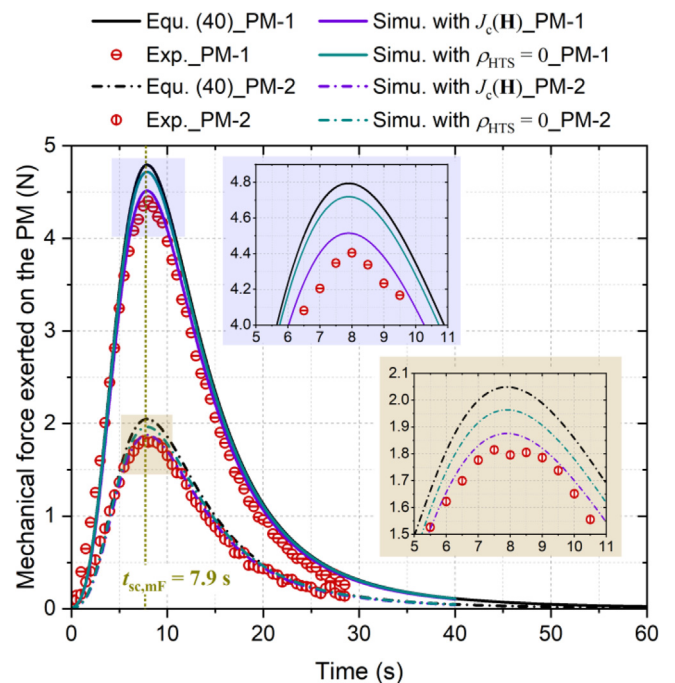 Equ. (40)_PM-1 Simu. with Jc(H)_PM-1
Exp._PM-1 Simu. with ρHTS = 0_PM-1
Equ. (40)_PM-2 Simu. with Jc(H)_PM-2
Exp._PM-2 Simu. with ρHTS = 0_PM-2
Mechanical force exerted on the PM (N)
5
4
3
2
1
0
4.8
4.6
4.4
4.2
4.0
5 6 7 8 9 10 11
2.1
2.0
1.9
1.8
1.7
1.6
1.5
5 6 7 8 9 10 11
tsc,mF = 7.9 s
0 10 20 30 40 50 60
Time (s)